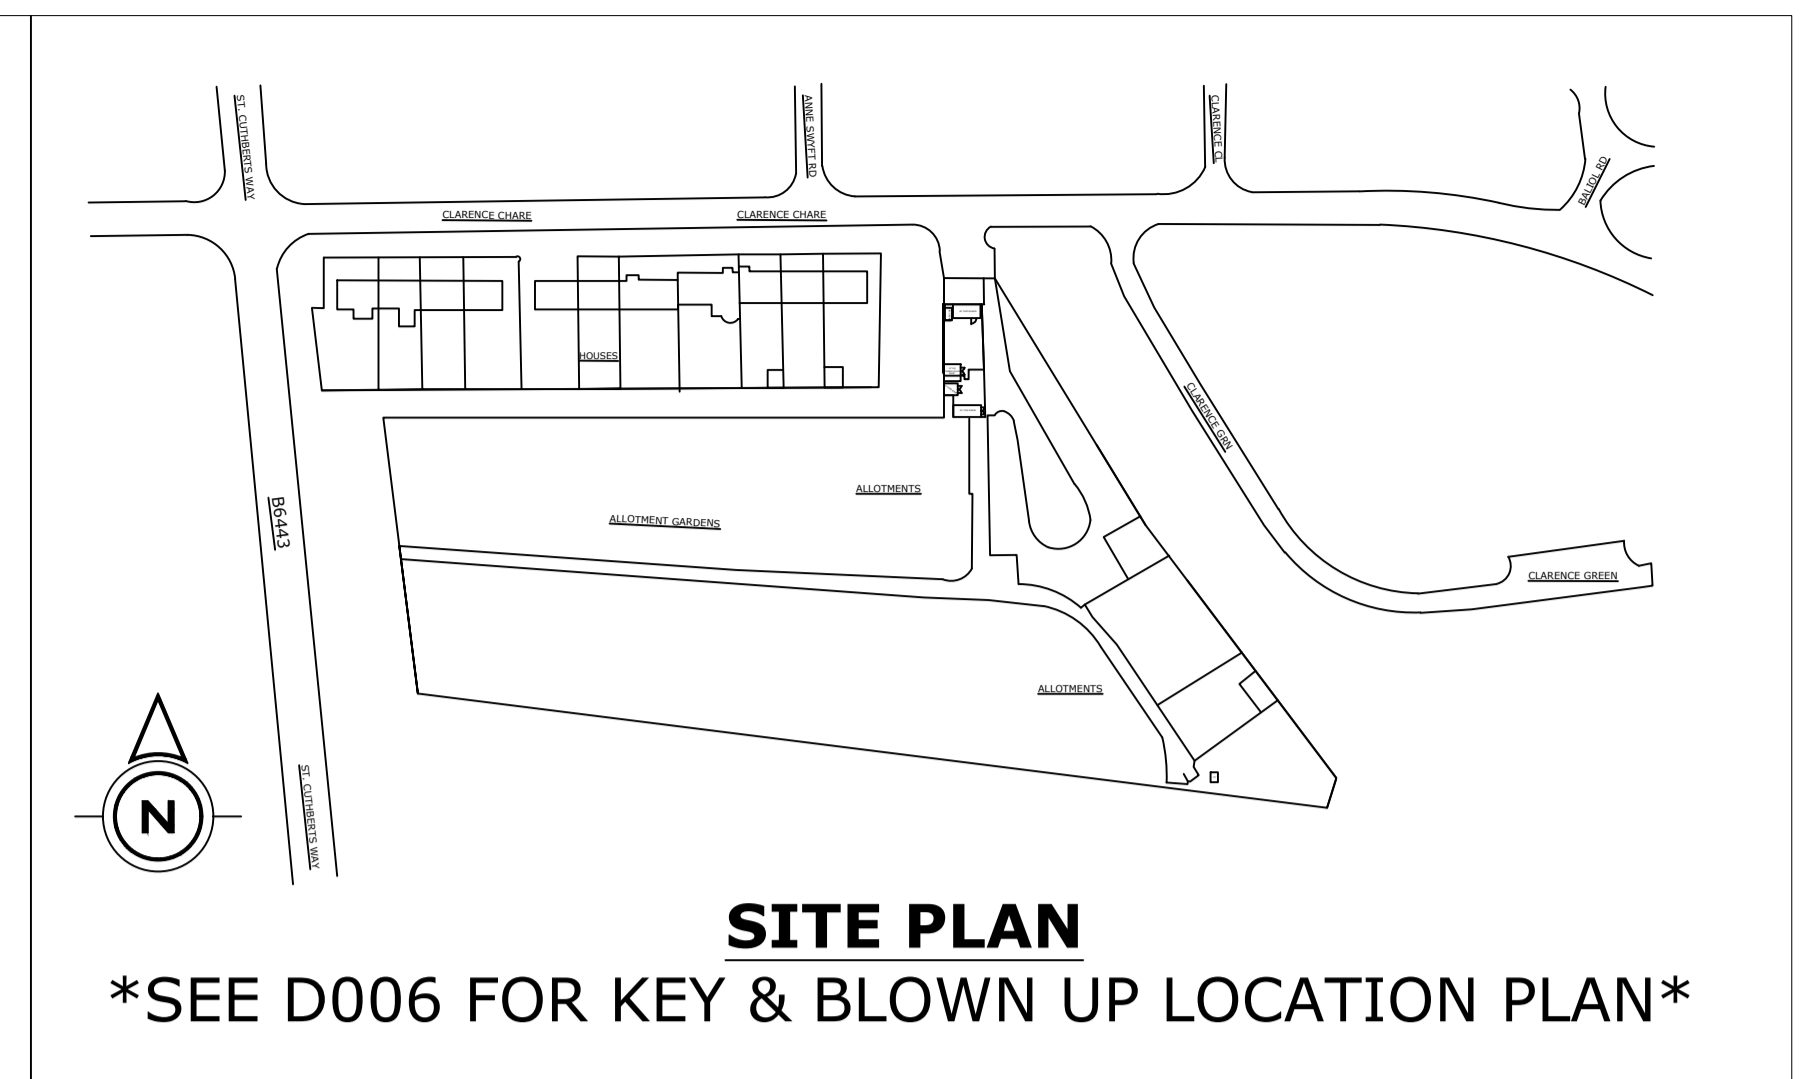 ST. CUTHBERTS WAY
ANNE SWYFT RD
CLARENCE CL
BALIOL RD
CLARENCE CHARE
CLARENCE CHARE
HOUSES
CLARENCE GRN
ALLOTMENTS
ALLOTMENT GARDENS
B6443
CLARENCE GREEN
ALLOTMENTS
ST. CUTHBERTS WAY
N
SITE PLAN
*SEE D006 FOR KEY & BLOWN UP LOCATION PLAN*